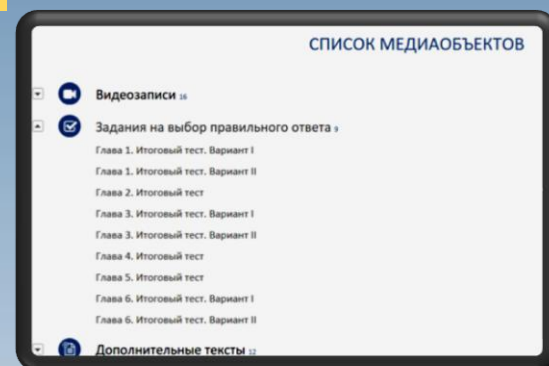 СПИСОК МЕДИАОБЪЕКТОВ
Видеозаписи 16
Задания на выбор правильного ответа 9
Глава 1. Итоговый тест. Вариант I
Глава 1. Итоговый тест. Вариант II
Глава 2. Итоговый тест
Глава 3. Итоговый тест. Вариант I
Глава 3. Итоговый тест. Вариант II
Глава 4. Итоговый тест
Глава 5. Итоговый тест
Глава 6. Итоговый тест. Вариант I
Глава 6. Итоговый тест. Вариант II
Дополнительные тексты 12